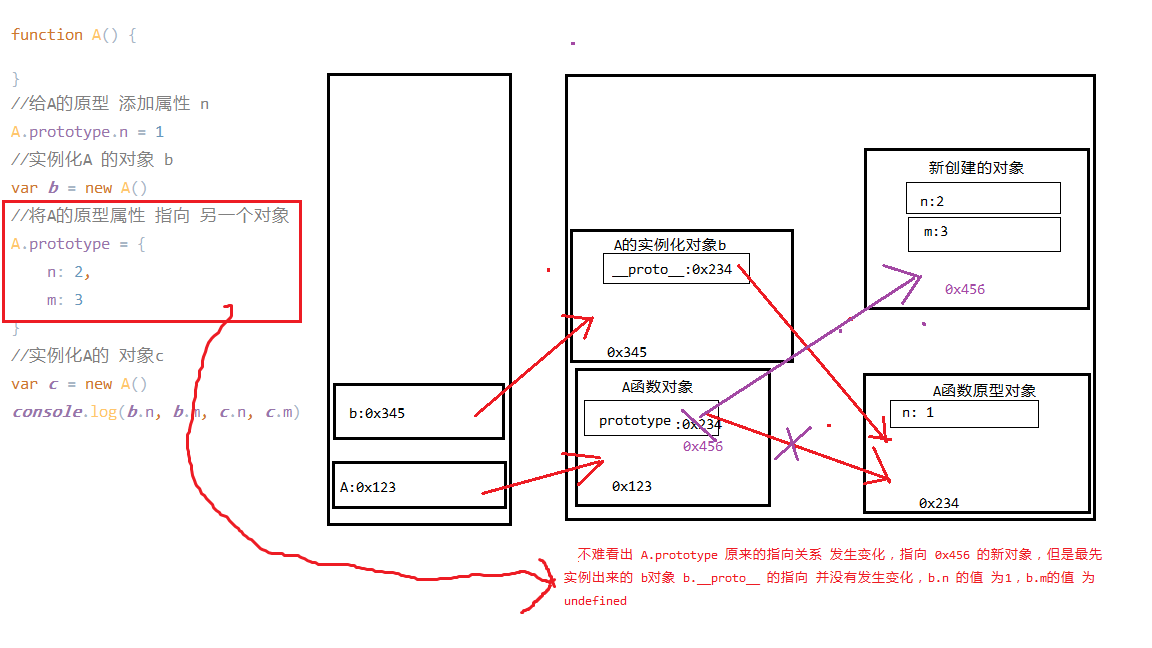 function A() {
}
//给A的原型 添加属性 n
A.prototype.n = 1
//实例化A 的对象 b
var b = new A()
//将A的原型属性 指向 另一个对象
A.prototype = {
n: 2,
m: 3
}
//实例化A的 对象c
var c = new A()
console.log(b.n, b.m, c.n, c.m)
b:0x345
A:0x123
A的实例化对象b
__proto__:0x234
0x345
A函数对象
prototype :0x234
0x456
0x123
新创建的对象
n:2
m:3
0x456
A函数原型对象
n: 1
0x234
不难看出 A.prototype 原来的指向关系 发生变化，指向 0x456 的新对象，但是最先
实例出来的 b对象 b.__proto__ 的指向 并没有发生变化，b.n 的值 为1，b.m的值 为
undefined